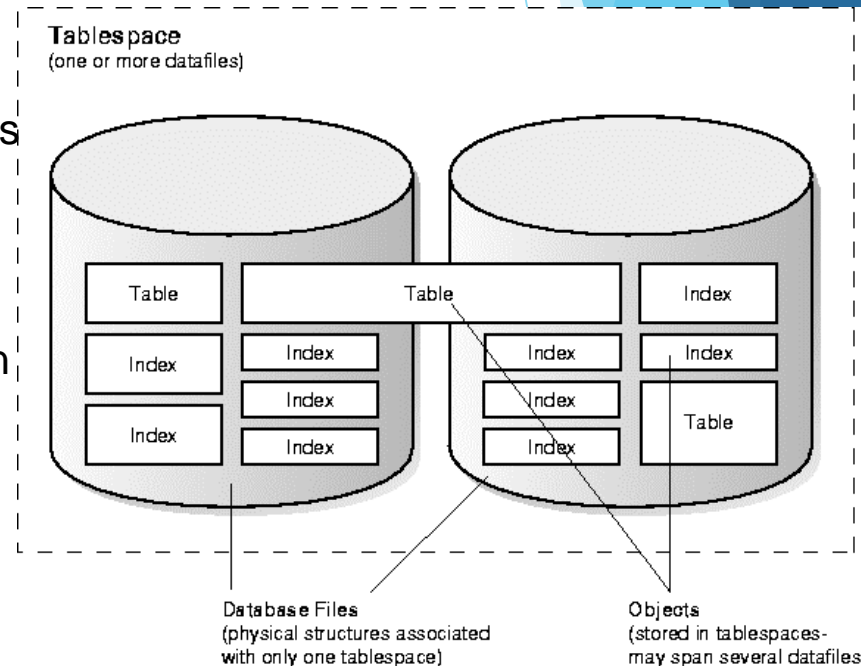 Tablespace
(one or more datafiles)
s
Table
Table
Index
n
Index
Index
Index
Index
Index
Index
Index
Table
Index
Index
Index
Database Files
(physical structures associated
with only one tablespace)
Objects
(stored in tablespaces-
may span several datafiles